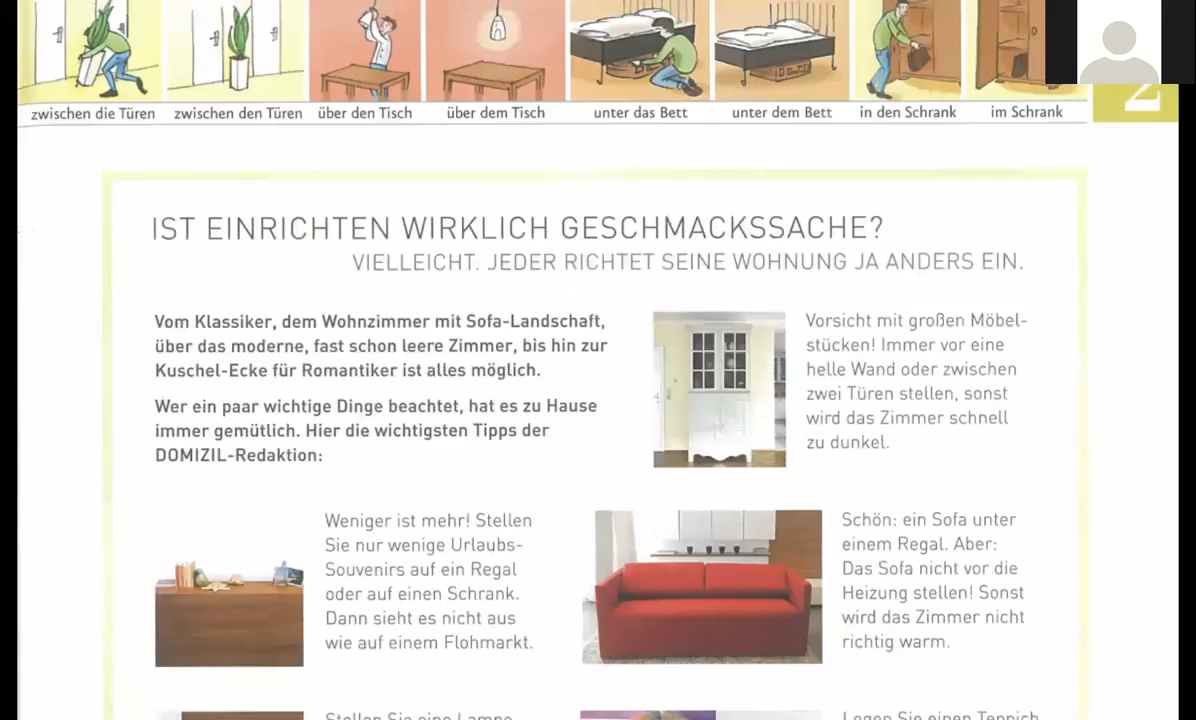 zwischen die Türen zwischen den Türen über den Tisch über dem Tisch unter das Bett unter dem Bett in den Schrank im Schrank
2
IST EINRICHTEN WIRKLICH GESCHMACKSSACHE?
VIELLEICHT. JEDER RICHTET SEINE WOHNUNG JA ANDERS EIN.
Vom Klassiker, dem Wohnzimmer mit Sofa-Landschaft,
über das moderne, fast schon leere Zimmer, bis hin zur
Kuschel-Ecke für Romantiker ist alles möglich.
Wer ein paar wichtige Dinge beachtet, hat es zu Hause
immer gemütlich. Hier die wichtigsten Tipps der
DOMIZIL-Redaktion:
Vorsicht mit großen Möbel-
stücken! Immer vor eine
helle Wand oder zwischen
zwei Türen stellen, sonst
wird das Zimmer schnell
zu dunkel.
Weniger ist mehr! Stellen
Sie nur wenige Urlaubs-
Souvenirs auf ein Regal
oder auf einen Schrank.
Dann sieht es nicht aus
wie auf einem Flohmarkt.
Schön: ein Sofa unter
einem Regal. Aber:
Das Sofa nicht vor die
Heizung stellen! Sonst
wird das Zimmer nicht
richtig warm.
Stellen Sie eine Lampe
Legen Sie einen Teppich